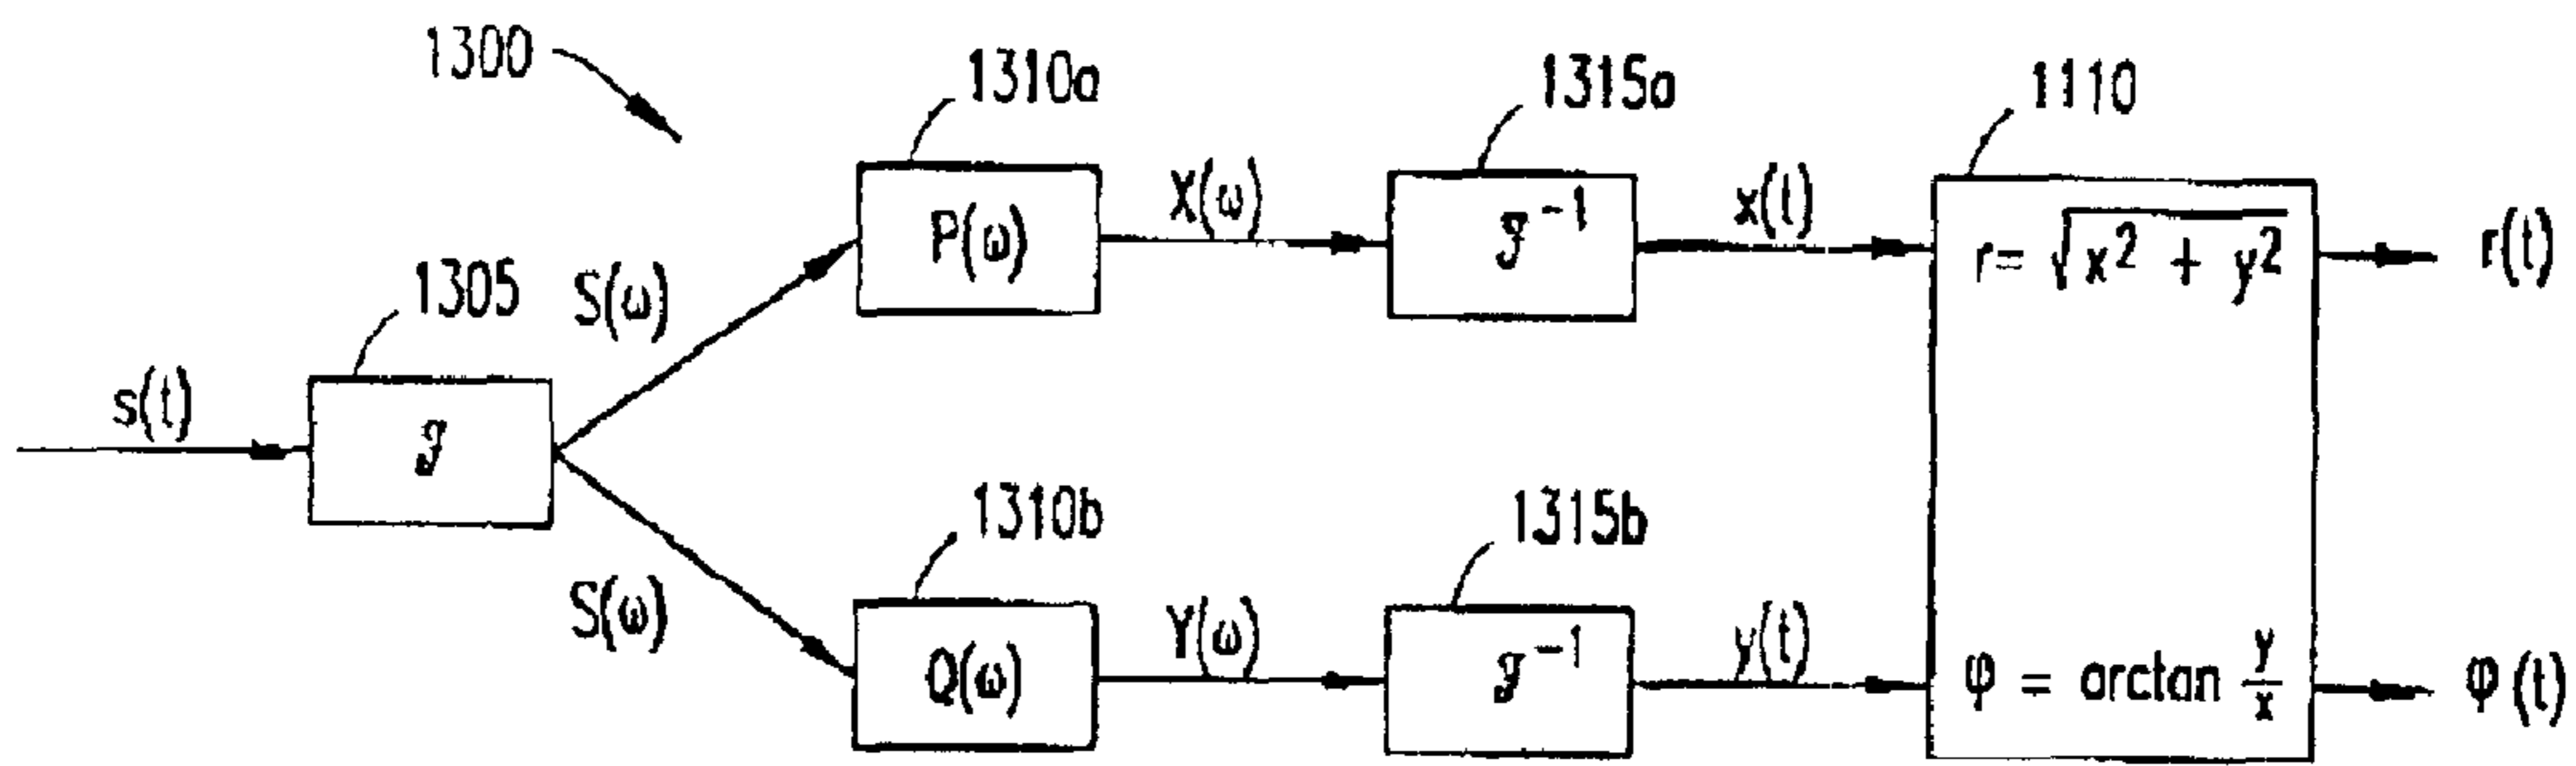 1300
1310a
1315a
1110
P(ω)
X(ω)
ℱ⁻¹
x(t)
r = √x² + y²
r(t)
S(ω)
1305
s(t)
ℱ
S(ω)
1310b
1315b
Q(ω)
Y(ω)
ℱ⁻¹
y(t)
φ = arctan y/x
φ(t)